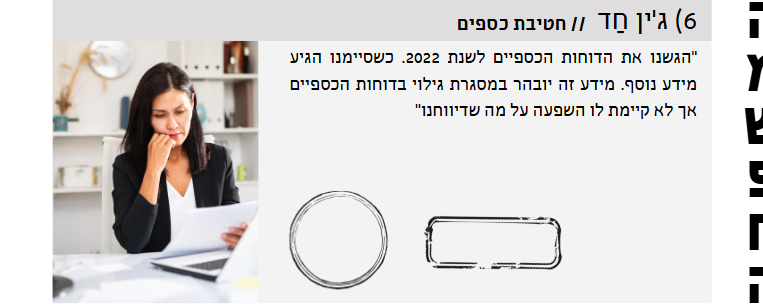 6) ג'ין חַד // חטיבת כספים
"הגשנו את הדוחות הכספיים לשנת 2022. כשסיימנו הגיע
מידע נוסף. מידע זה יובהר במסגרת גילוי בדוחות הכספיים
אך לא קיימת לו השפעה על מה שדיווחנו"